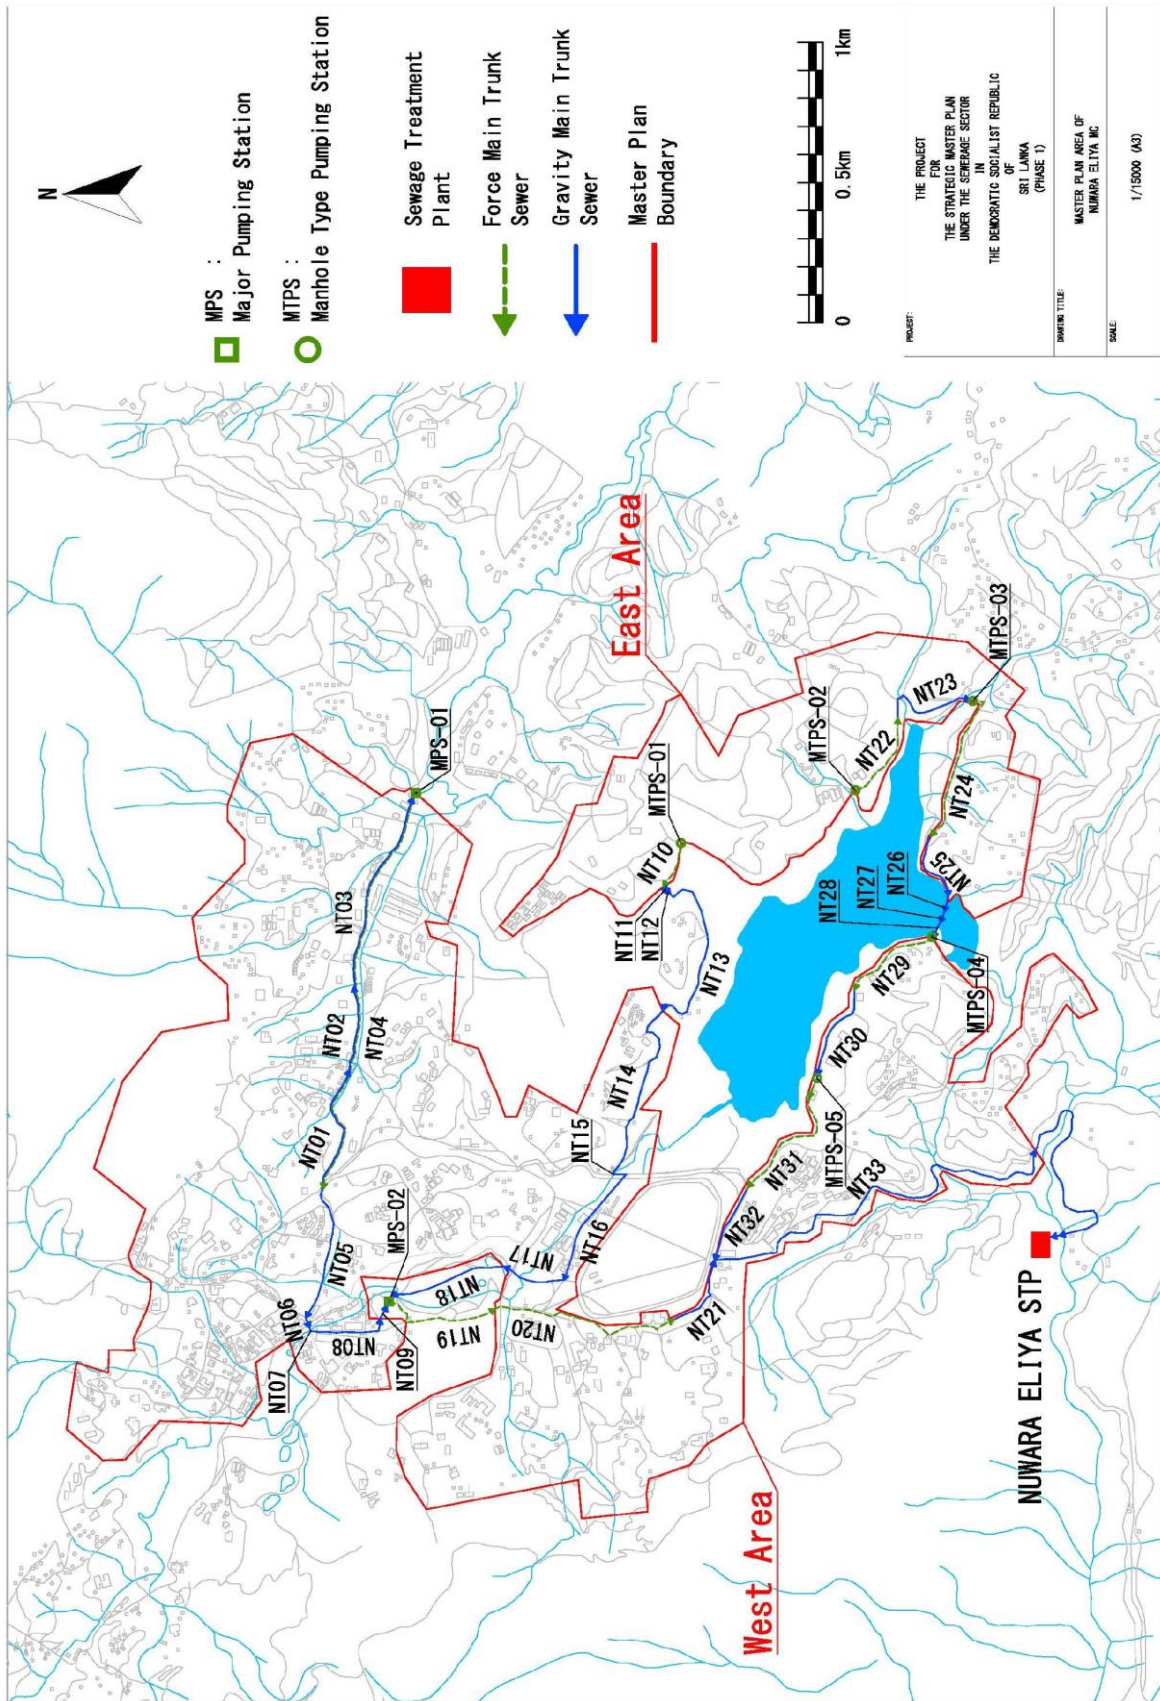 N
MPS :
Major Pumping Station
MTPS :
Manhole Type Pumping Station
Sewage Treatment
Plant
Force Main Trunk
Sewer
Gravity Main Trunk
Sewer
Master Plan
Boundary
0
0.5km
1km
PROJECT:
THE PROJECT
FOR
THE STRATEGIC MASTER PLAN
UNDER THE SEWERAGE SECTOR
IN
THE DEMOCRATIC SOCIALIST REPUBLIC
OF
SRI LANKA
(PHASE 1)
DRAWING TITLE:
MASTER PLAN AREA OF
NUWARA ELIYA MC
SCALE:
1/15000 (A3)
East Area
West Area
NUWARA ELIYA STP
MPS-01
MPS-02
MTPS-01
MTPS-02
MTPS-03
MTPS-04
MTPS-05
NT01
NT02
NT03
NT04
NT05
NT06
NT07
NT08
NT09
NT10
NT11
NT12
NT13
NT14
NT15
NT16
NT17
NT18
NT19
NT20
NT21
NT22
NT23
NT24
NT25
NT26
NT27
NT28
NT29
NT30
NT31
NT32
NT33